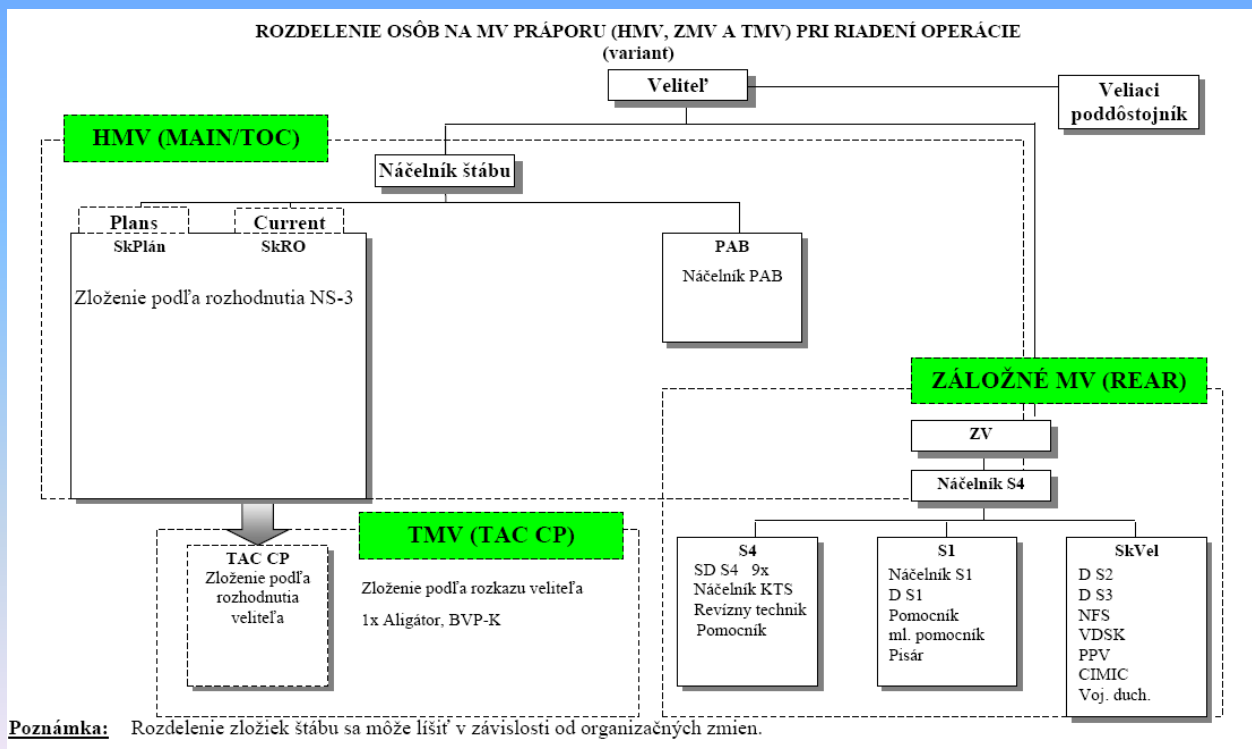 ROZDELENIE OSÔB NA MV PRÁPORU (HMV, ZMV A TMV) PRI RIADENÍ OPERÁCIE
(variant)
Veliteľ
Veliaci
poddôstojník
HMV (MAIN/TOC)
Náčelník štábu
Plans
Current
SkPlán
SkRO
Zloženie podľa rozhodnutia NS-3
PAB
Náčelník PAB
ZÁLOŽNÉ MV (REAR)
ZV
Náčelník S4
TMV (TAC CP)
TAC CP
Zloženie podľa
rozhodnutia
veliteľa
Zloženie podľa rozkazu veliteľa
1x Aligátor, BVP-K
S4
SD S4 9x
Náčelník KTS
Revízny technik
Pomocník
S1
Náčelník S1
D S1
Pomocník
ml. pomocník
Pisár
SkVel
D S2
D S3
NFS
VDSK
PPV
CIMIC
Voj. duch.
Poznámka: Rozdelenie zložiek štábu sa môže líšiť v závislosti od organizačných zmien.